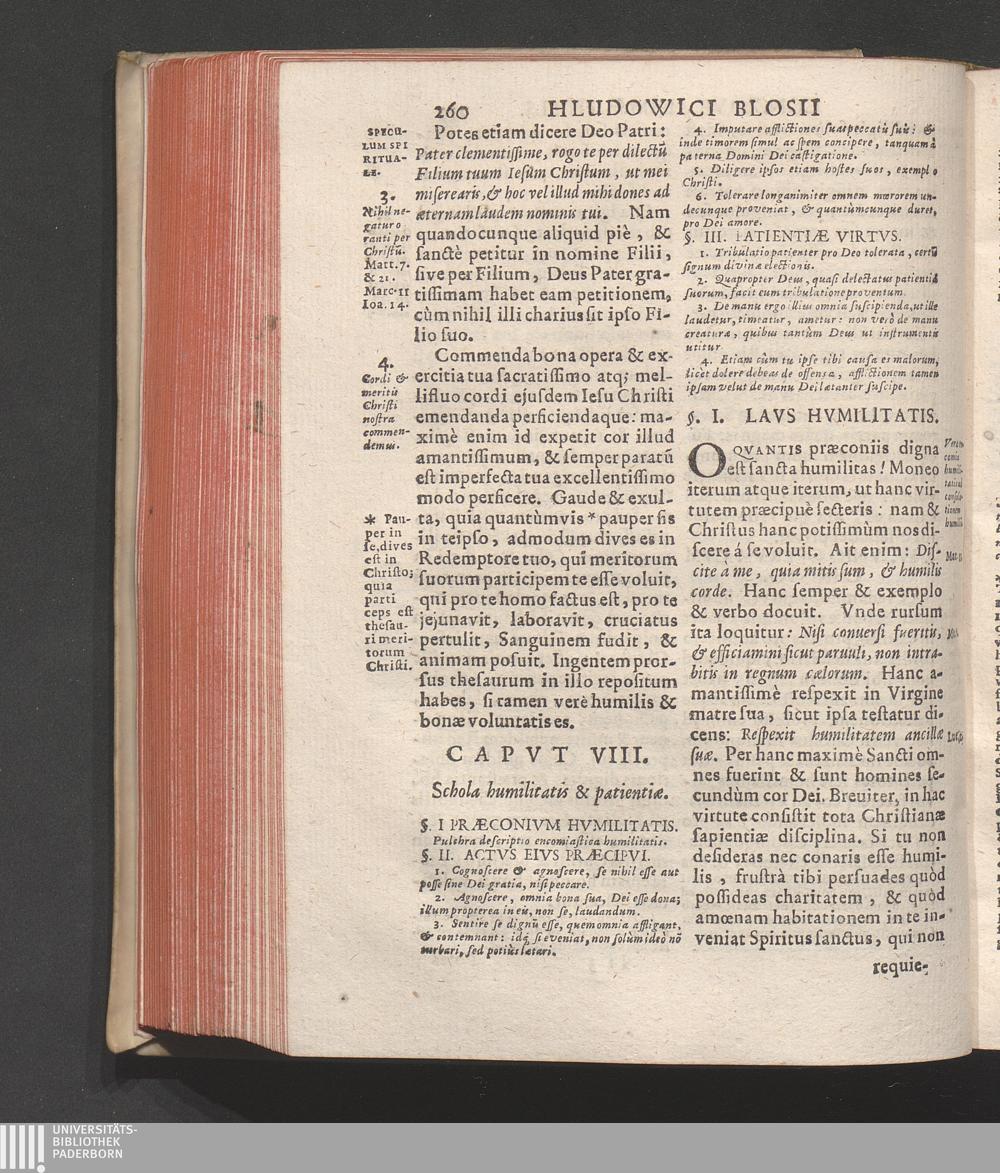 260 HLUDOWICI BLOSII
SPECU-
LUM SPI
RITUA-
LE.
3.
Nihil ne-
gatur o
ranti per
Christũ.
Matt. 7.
& 21.
Marc. 11
Ioa. 14.
4.
Cordi &
meritis
Christi
nostra
commen-
demus.
* Pau-
per in
se, dives
est in
Christo;
quia
parti
ceps est
thesau-
ri meri-
torum
Christi.
Potes etiam dicere Deo Patri:
Pater clementissime, rogo te per dilectũ
Filium tuum Iesum Christum, ut mei
miserearis, & hoc vel illud mihi dones ad
æternam laudem nominis tui. Nam
quandocunque aliquid piè, &
sanctè petitur in nomine Filii,
sive per Filium, Deus Pater gra-
tissimam habet eam petitionem,
cùm nihil illi charius sit ipso Fi-
lio suo.
Commenda bona opera & ex-
ercitia tua sacratissimo atq; mel-
lifluo cordi ejusdem Iesu Christi
emendanda perficiendaque: ma-
ximè enim id expetit cor illud
amantissimum, & semper paratũ
est imperfecta tua excellentissimo
modo perficere. Gaude & exul-
ta, quia quantùmvis * pauper sis
in teipso, admodum dives es in
Redemptore tuo, qui meritorum
suorum participem te esse voluit,
qui pro te homo factus est, pro te
jejunavit, laboravit, cruciatus
pertulit, Sanguinem fudit, &
animam posuit. Ingentem pror-
sus thesaurum in illo repositum
habes, si tamen verè humilis &
bonæ voluntatis es.
CAPVT VIII.
Schola humilitatis & patientiæ.
§. I PRÆCONIVM HVMILITATIS.
Pulchra descriptio encomiastica humilitatis.
§. II. ACTVS EIVS PRÆCIPVI.
1. Cognoscere & agnoscere, se nihil esse aut
posse sine Dei gratia, nisi peccare.
2. Agnoscere, omnia bona sua, Dei esse dona;
illum propterea in eis, non se, laudandum.
3. Sentire se dignũ esse, quem omnia affligant,
& contemnant: idq; si eveniat, non solùm ideò nõ
turbari, sed potiùs lætari.
4. Imputare afflictiones suas peccatis suis: &
inde timorem simul ac spem concipere, tanquam à
paterna Domini Dei castigatione.
5. Diligere ipsos etiam hostes suos, exemplo
Christi.
6. Tolerare longanimiter omnem mœrorem un-
decunque proveniat, & quantùmcunque duret,
pro Dei amore.
§. III. PATIENTIÆ VIRTVS.
1. Tribulatio patienter pro Deo tolerata, certũ
signum divinæ electionis.
2. Quapropter Deus, quasi delectatus patientiâ
suorum, facit cum tribulatione proventum.
3. De manu ergo illius omnia suscipienda, ut ille
laudetur, timeatur, ametur: non verò de manu
creaturæ, quibus tantùm Deus ut instrumentis
utitur
4. Etiam cùm tu ipse tibi causa es malorum,
licet dolere debeas de offensa, afflictionem tamen
ipsam velut de manu Dei lætanter suscipe.
§. I. LAVS HVMILITATIS.
O QVANTIS præconiis digna
est sancta humilitas! Moneo
iterum atque iterum, ut hanc vir-
tutem præcipuè secteris: nam &
Christus hanc potissimùm nos di-
scere á se voluit. Ait enim: Dis-
cite à me, quia mitis sum, & humilis
corde. Hanc semper & exemplo
& verbo docuit. Vnde rursum
ita loquitur: Nisi conuersi fueritis,
& efficiamini sicut paruuli, non intra-
bitis in regnum cælorum. Hanc a-
mantissimè respexit in Virgine
matre sua, sicut ipsa testatur di-
cens: Respexit humilitatem ancillæ
suæ. Per hanc maximè Sancti om-
nes fuerint & sunt homines se-
cundùm cor Dei. Breuiter, in hac
virtute consistit tota Christianæ
sapientiæ disciplina. Si tu non
desideras nec conaris esse humi-
lis, frustrà tibi persuades quòd
possideas charitatem, & quòd
amœnam habitationem in te in-
veniat Spiritus sanctus, qui non
requie-
UNIVERSITÄTS-
BIBLIOTHEK
PADERBORN